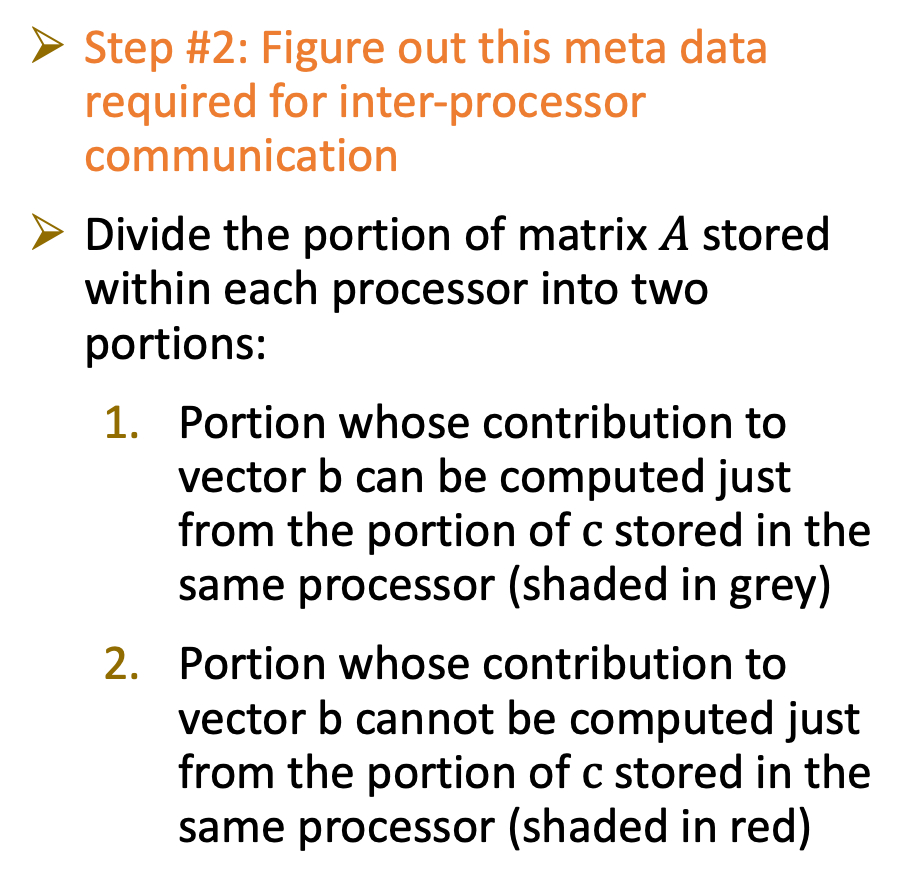 ➢ Step #2: Figure out this meta data
required for inter-processor
communication
➢ Divide the portion of matrix A stored
within each processor into two
portions:
1. Portion whose contribution to
vector b can be computed just
from the portion of c stored in the
same processor (shaded in grey)
2. Portion whose contribution to
vector b cannot be computed just
from the portion of c stored in the
same processor (shaded in red)